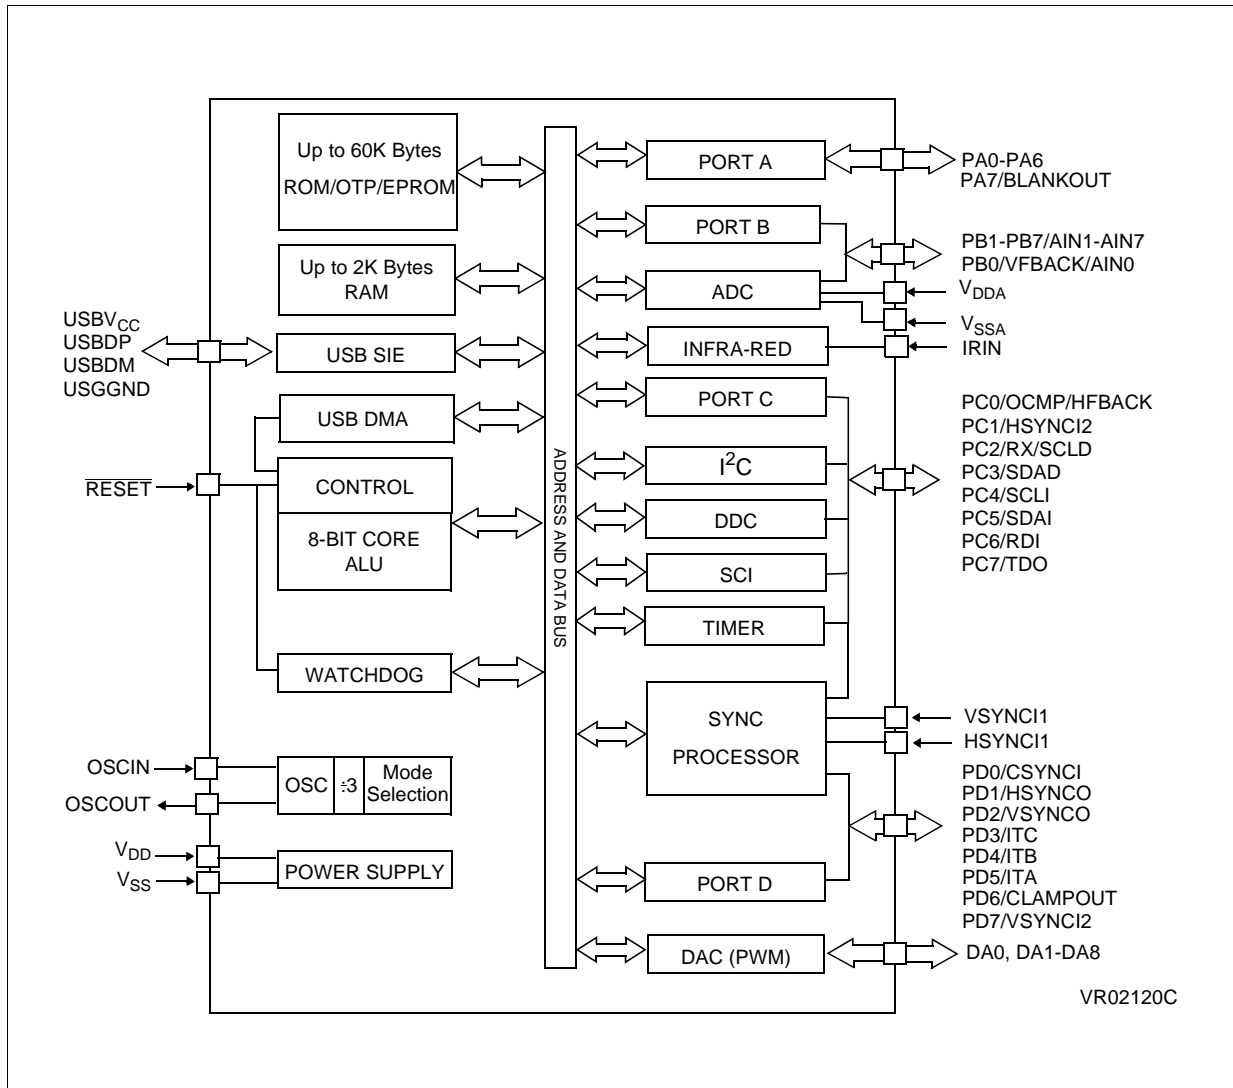 Up to 60K Bytes
ROM/OTP/EPROM
Up to 2K Bytes
RAM
USBVCC
USBDP
USBDM
USGGND
USB SIE
USB DMA
RESET
CONTROL
8-BIT CORE
ALU
WATCHDOG
OSCIN
OSCOUT
OSC
÷3
Mode
Selection
VDD
VSS
POWER SUPPLY
ADDRESS AND DATA BUS
PORT A
PA0-PA6
PA7/BLANKOUT
PORT B
ADC
PB1-PB7/AIN1-AIN7
PB0/VFBACK/AIN0
VDDA
VSSA
INFRA-RED
IRIN
PORT C
I2C
DDC
SCI
TIMER
PC0/OCMP/HFBACK
PC1/HSYNCI2
PC2/RX/SCLD
PC3/SDAD
PC4/SCLI
PC5/SDAI
PC6/RDI
PC7/TDO
SYNC
PROCESSOR
VSYNCI1
HSYNCI1
PD0/CSYNCI
PD1/HSYNCO
PD2/VSYNCO
PD3/ITC
PD4/ITB
PD5/ITA
PD6/CLAMPOUT
PD7/VSYNCI2
PORT D
DAC (PWM)
DA0, DA1-DA8
VR02120C